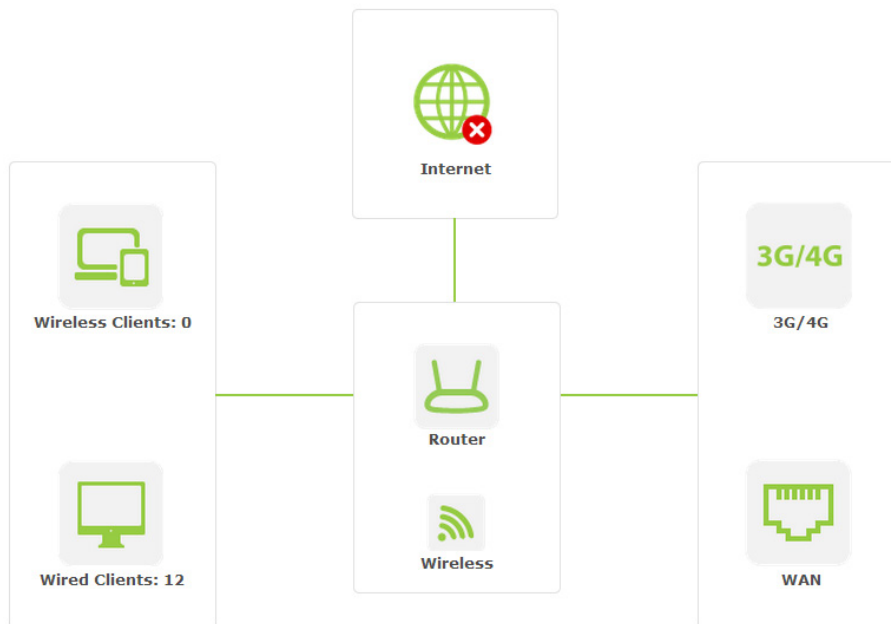 Internet
Wireless Clients: 0
3G/4G
3G/4G
Router
Wireless
Wired Clients: 12
WAN